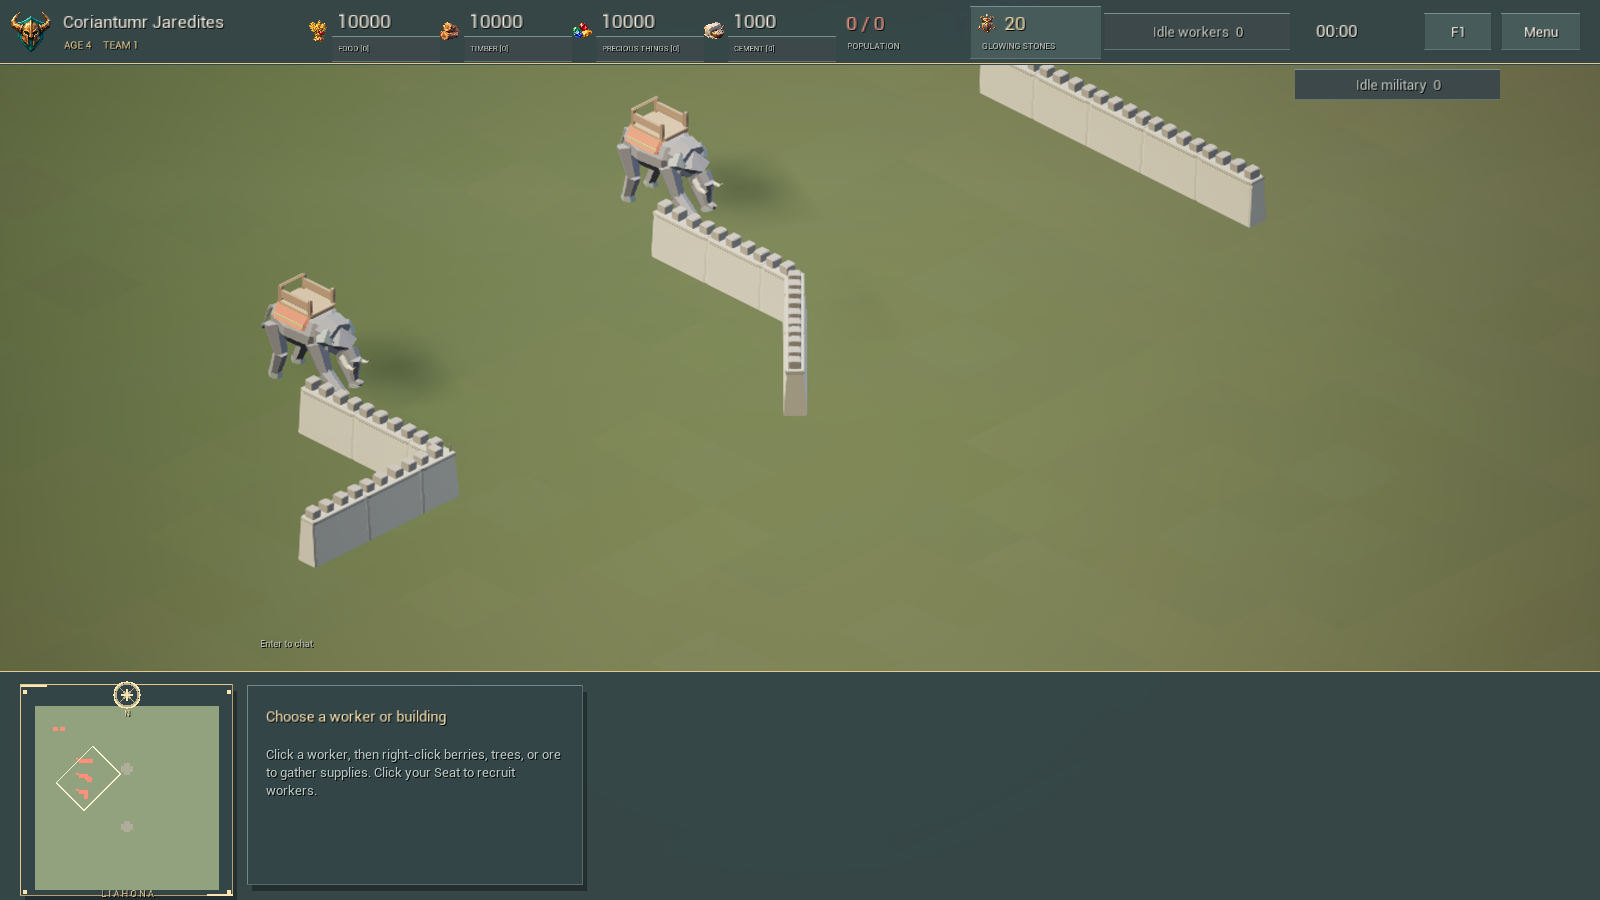 Coriantumr Jaredites
AGE 4 TEAM 1
10000
FOOD [0]
10000
TIMBER [0]
10000
PRECIOUS THINGS [0]
1000
CEMENT [0]
0 / 0
POPULATION
20
GLOWING STONES
Idle workers 0
00:00
F1
Menu
Idle military 0
Enter to chat
N
LIAHONA
Choose a worker or building
Click a worker, then right-click berries, trees, or ore
to gather supplies. Click your Seat to recruit
workers.